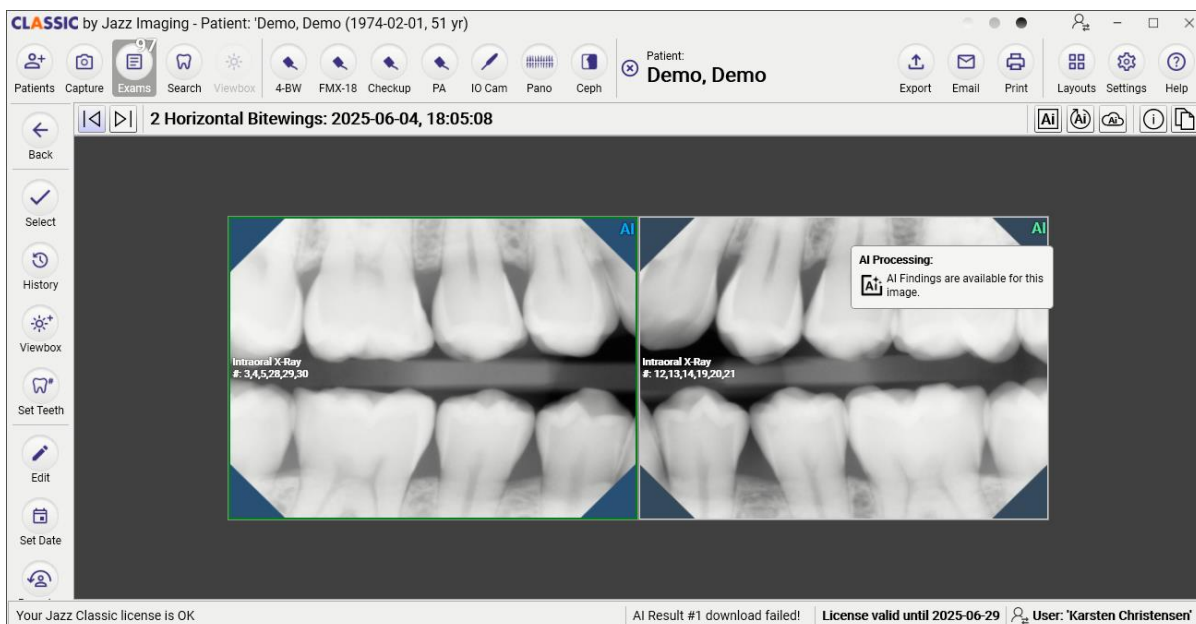 CLASSIC by Jazz Imaging - Patient: 'Demo, Demo (1974-02-01, 51 yr)
97
Patients Capture Exams Search Viewbox 4-BW FMX-18 Checkup PA IO Cam Pano Ceph
Patient:
Demo, Demo
Export Email Print Layouts Settings Help
Back
2 Horizontal Bitewings: 2025-06-04, 18:05:08
Ai Ai Ai
Select
History
Viewbox
Set Teeth
Edit
Set Date
AI
Intraoral X-Ray
#: 3,4,5,28,29,30
AI
Intraoral X-Ray
#: 12,13,14,19,20,21
AI Processing:
Ai AI Findings are available for this
image.
Your Jazz Classic license is OK
AI Result #1 download failed!
License valid until 2025-06-29
User: 'Karsten Christensen'